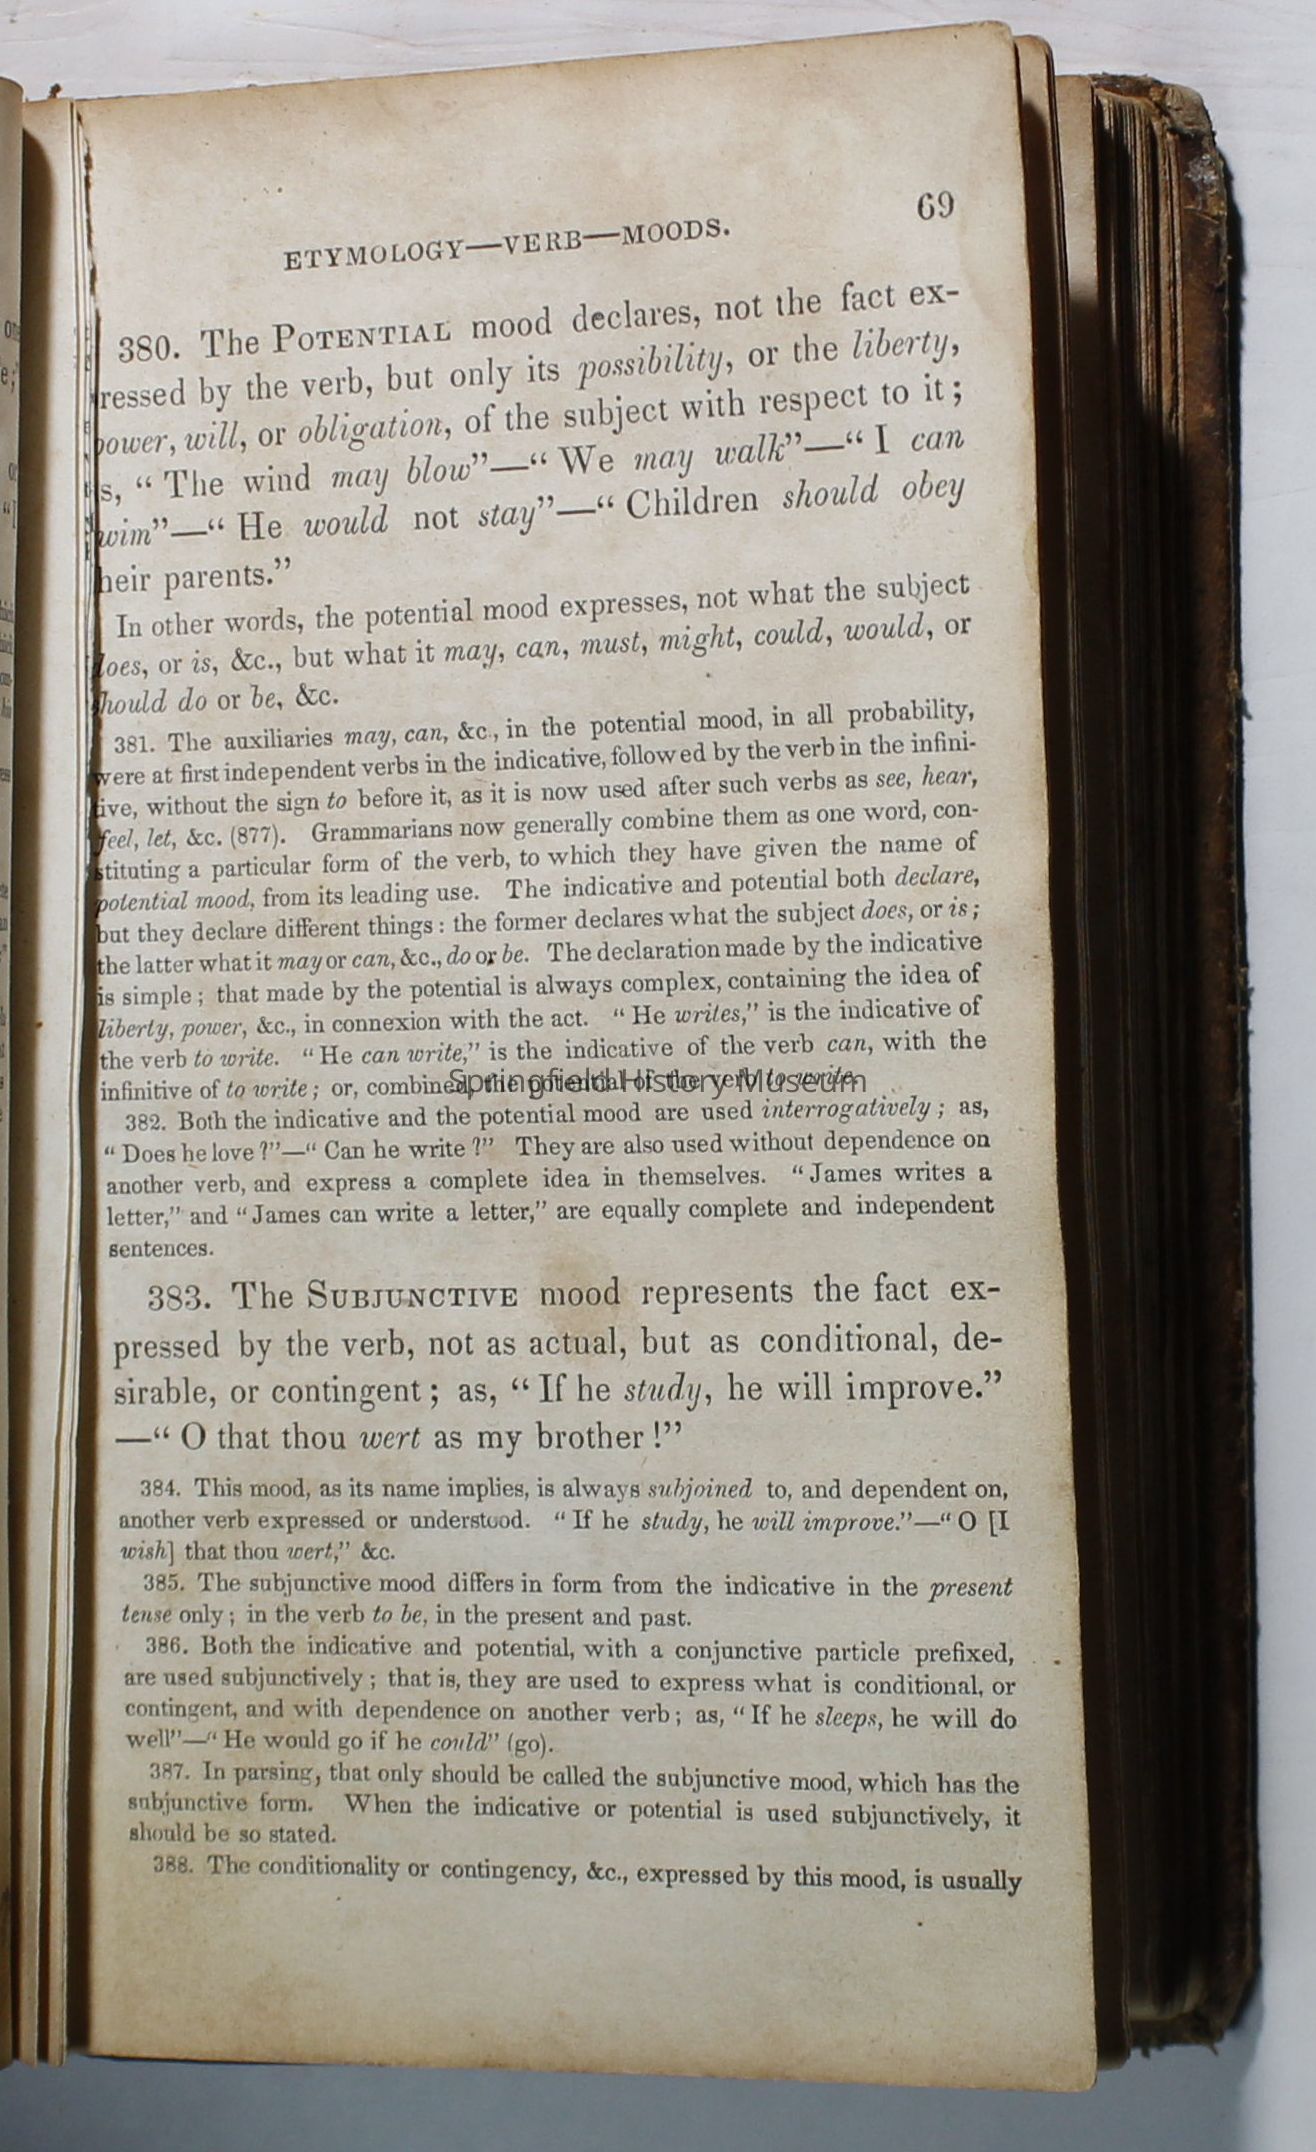 69
ETYMOLOGY—VERB—MOODS.
380. The POTENTIAL mood declares, not the fact ex-
ressed by the verb, but only its possibility, or the liberty,
power, will, or obligation, of the subject with respect to it;
s, “The wind may blow”—“We may walk”—“I can
wim”—“He would not stay”—“Children should obey
heir parents.”
In other words, the potential mood expresses, not what the subject
does, or is, &c., but what it may, can, must, might, could, would, or
hould do or be, &c.
381. The auxiliaries may, can, &c., in the potential mood, in all probability,
were at first independent verbs in the indicative, followed by the verb in the infini-
tive, without the sign to before it, as it is now used after such verbs as see, hear,
feel, let, &c. (877). Grammarians now generally combine them as one word, con-
stituting a particular form of the verb, to which they have given the name of
potential mood, from its leading use. The indicative and potential both declare,
but they declare different things: the former declares what the subject does, or is;
the latter what it may or can, &c., do or be. The declaration made by the indicative
is simple; that made by the potential is always complex, containing the idea of
liberty, power, &c., in connexion with the act. “He writes,” is the indicative of
the verb to write. “He can write,” is the indicative of the verb can, with the
infinitive of to write; or, combined, the potential of the verb to write.
Springfield History Museum
382. Both the indicative and the potential mood are used interrogatively; as,
“Does he love?”—“Can he write?” They are also used without dependence on
another verb, and express a complete idea in themselves. “James writes a
letter,” and “James can write a letter,” are equally complete and independent
sentences.
383. The SUBJUNCTIVE mood represents the fact ex-
pressed by the verb, not as actual, but as conditional, de-
sirable, or contingent; as, “If he study, he will improve.”
—“O that thou wert as my brother!”
384. This mood, as its name implies, is always subjoined to, and dependent on,
another verb expressed or understood. “If he study, he will improve.”—“O [I
wish] that thou wert,” &c.
385. The subjunctive mood differs in form from the indicative in the present
tense only; in the verb to be, in the present and past.
386. Both the indicative and potential, with a conjunctive particle prefixed,
are used subjunctively; that is, they are used to express what is conditional, or
contingent, and with dependence on another verb; as, “If he sleeps, he will do
well”—“He would go if he could” (go).
387. In parsing, that only should be called the subjunctive mood, which has the
subjunctive form. When the indicative or potential is used subjunctively, it
should be so stated.
388. The conditionality or contingency, &c., expressed by this mood, is usually